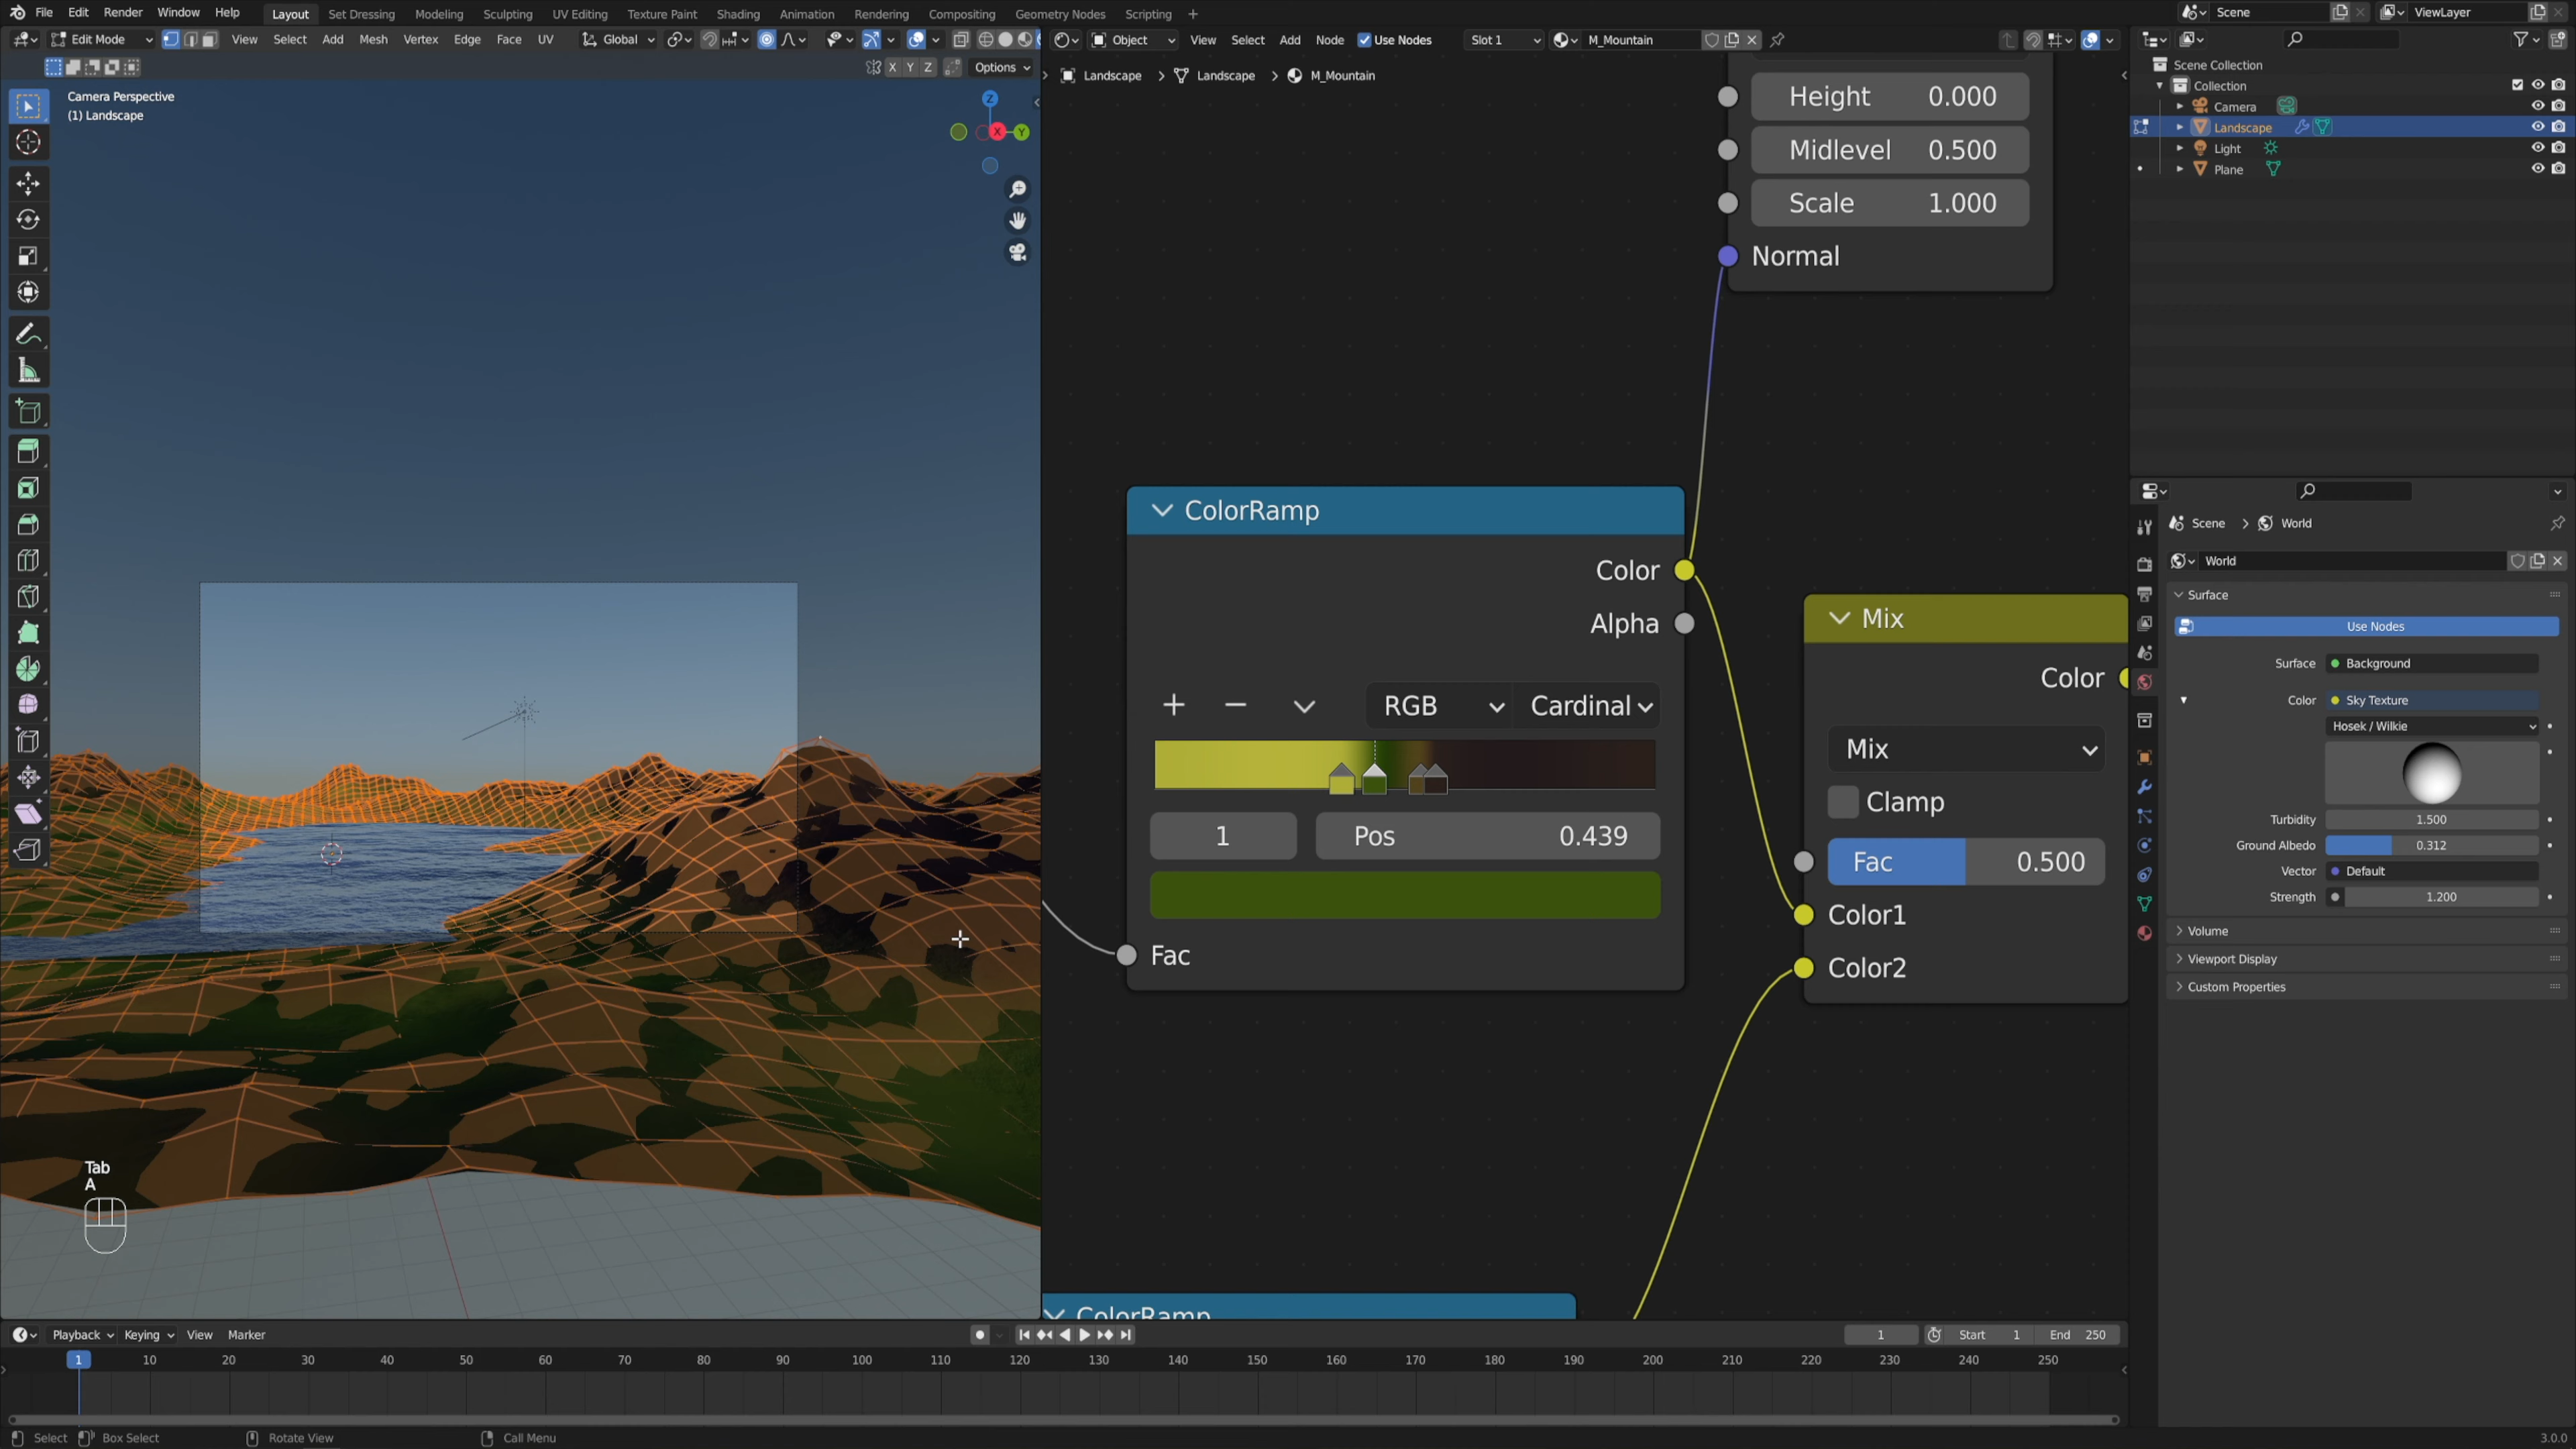 File Edit Render Window Help Layout Set Dressing Modeling Sculpting UV Editing Texture Paint Shading Animation Rendering Compositing Geometry Nodes Scripting + Scene ViewLayer
Edit Mode View Select Add Mesh Vertex Edge Face UV Global
Object View Select Add Node Use Nodes Slot 1 M_Mountain
X Y Z Options
Landscape > Landscape > M_Mountain
Camera Perspective
(1) Landscape
Z
X
Y
Tab
A
Height 0.000
Midlevel 0.500
Scale 1.000
Normal
ColorRamp
Color
Alpha
RGB Cardinal
1 Pos 0.439
Fac
Mix
Color
Mix
Clamp
Fac 0.500
Color1
Color2
ColorRamp
Scene Collection
Collection
Camera
Landscape
Light
Plane
Scene > World
World
Surface
Use Nodes
Surface Background
Color Sky Texture
Hosek / Wilkie
Turbidity 1.500
Ground Albedo 0.312
Vector Default
Strength 1.200
Volume
Viewport Display
Custom Properties
Playback Keying View Marker 1 Start 1 End 250
1 10 20 30 40 50 60 70 80 90 100 110 120 130 140 150 160 170 180 190 200 210 220 230 240 250
Select Box Select Rotate View Call Menu 3.0.0